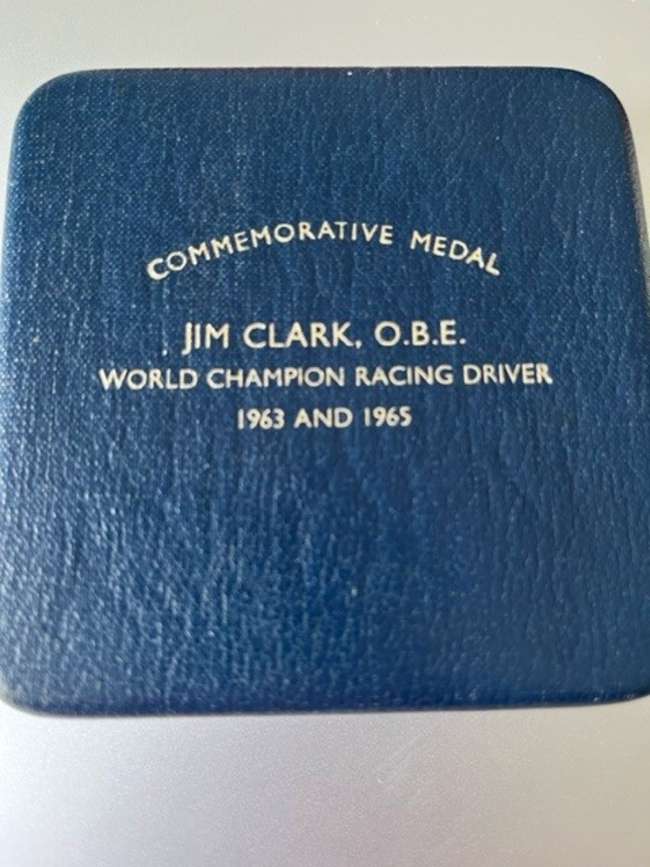 COMMEMORATIVE MEDAL
JIM CLARK, O.B.E.
WORLD CHAMPION RACING DRIVER
1963 AND 1965